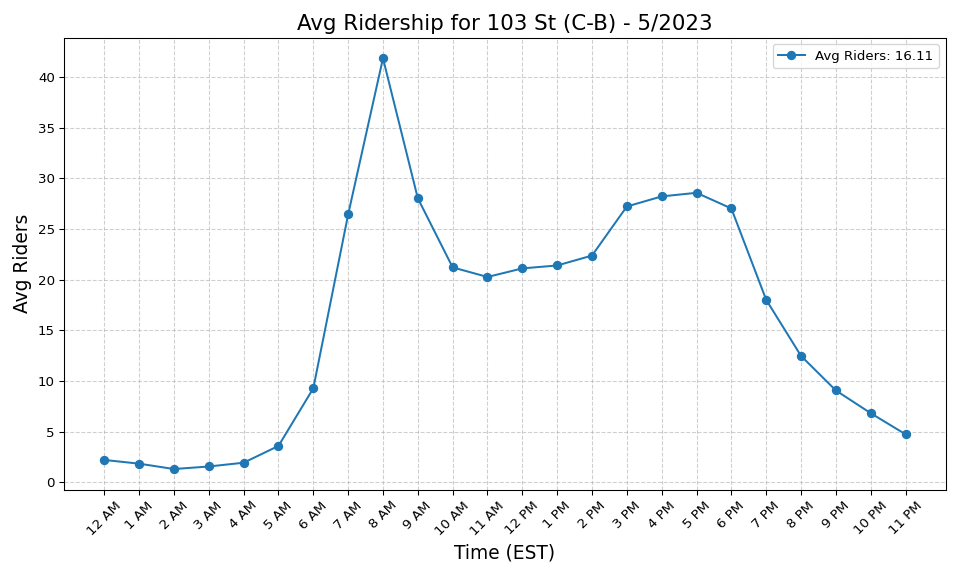 Avg Ridership for 103 St (C-B) - 5/2023
Avg Riders: 16.11
Avg Riders
40
35
30
25
20
15
10
5
0
12 AM
1 AM
2 AM
3 AM
4 AM
5 AM
6 AM
7 AM
8 AM
9 AM
10 AM
11 AM
12 PM
1 PM
2 PM
3 PM
4 PM
5 PM
6 PM
7 PM
8 PM
9 PM
10 PM
11 PM
Time (EST)